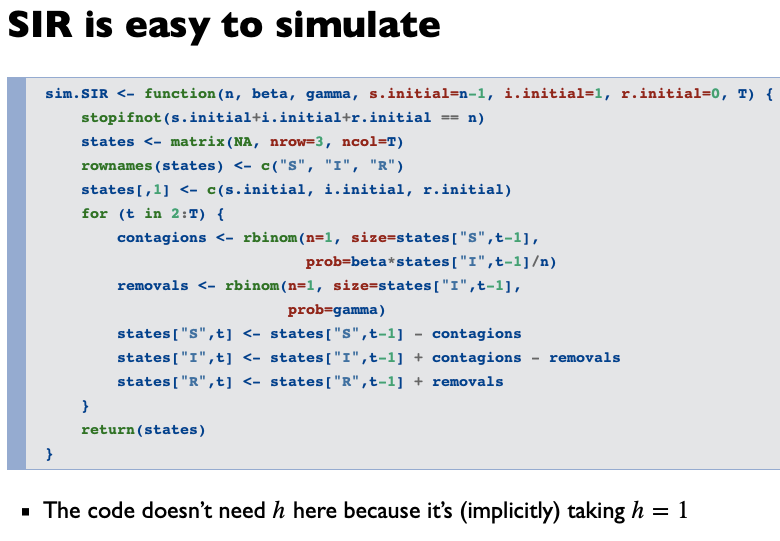 SIR is easy to simulate
sim.SIR <- function(n, beta, gamma, s.initial=n-1, i.initial=1, r.initial=0, T) {
    stopifnot(s.initial+i.initial+r.initial == n)
    states <- matrix(NA, nrow=3, ncol=T)
    rownames(states) <- c("S", "I", "R")
    states[,1] <- c(s.initial, i.initial, r.initial)
    for (t in 2:T) {
        contagions <- rbinom(n=1, size=states["S",t-1],
                             prob=beta*states["I",t-1]/n)
        removals <- rbinom(n=1, size=states["I",t-1],
                           prob=gamma)
        states["S",t] <- states["S",t-1] - contagions
        states["I",t] <- states["I",t-1] + contagions - removals
        states["R",t] <- states["R",t-1] + removals
    }
    return(states)
}
▪ The code doesn’t need h here because it’s (implicitly) taking h = 1